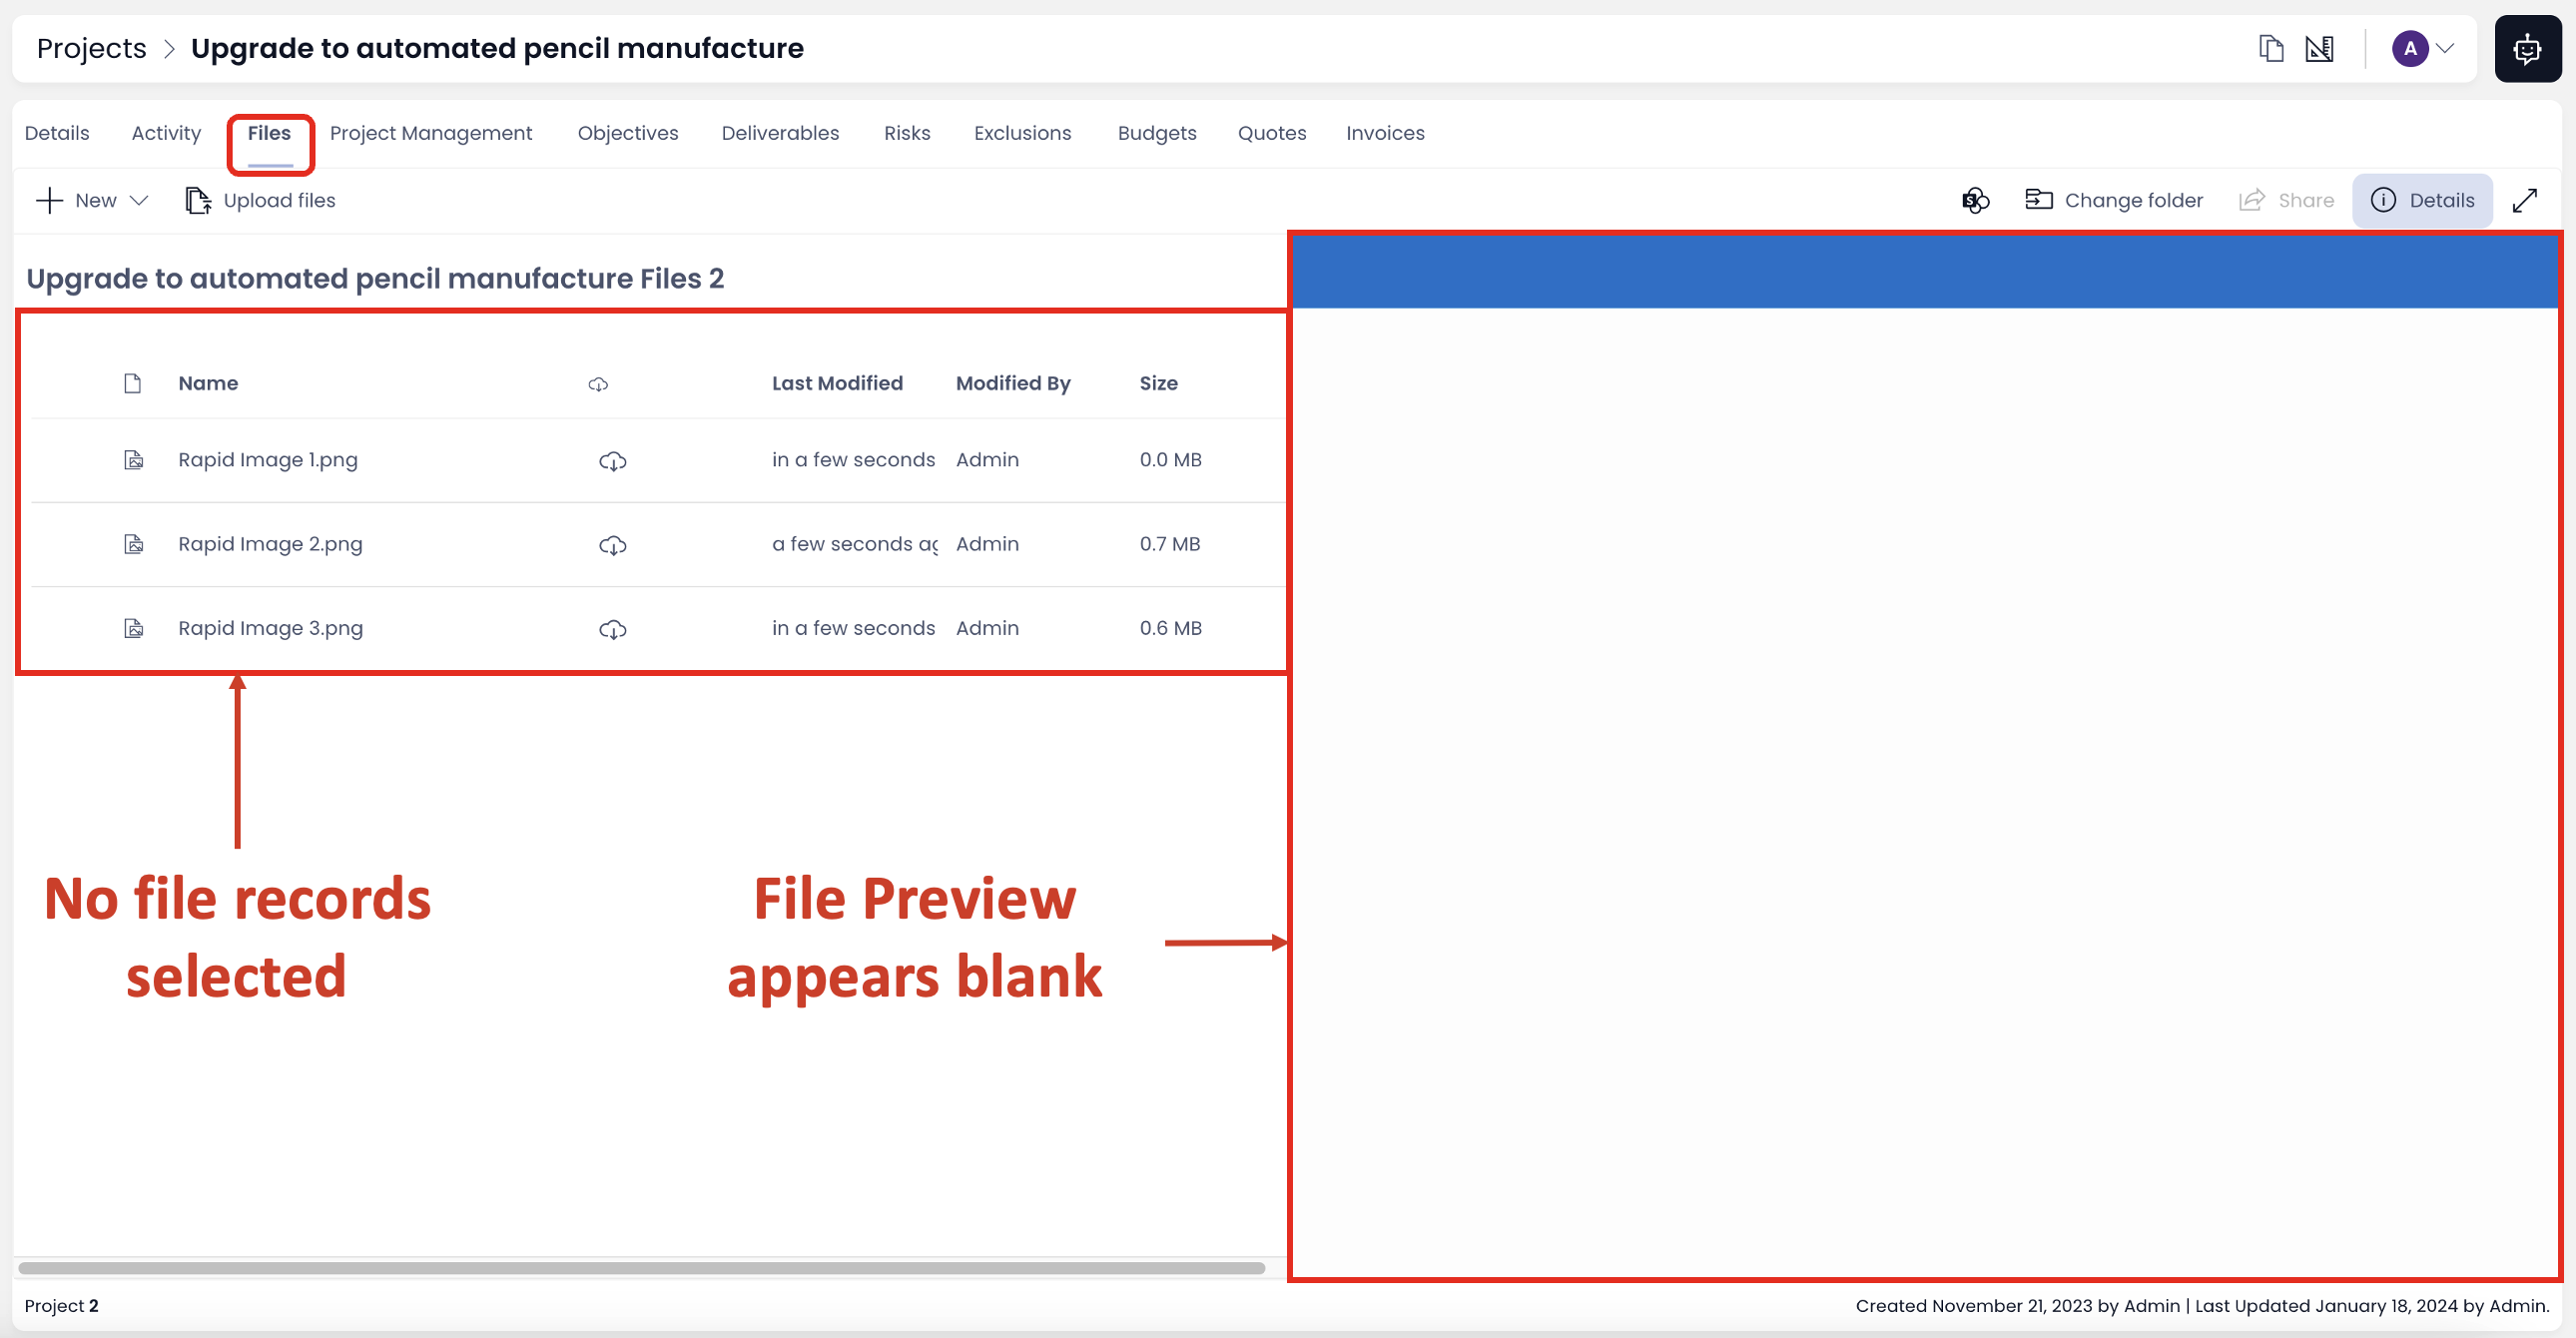 Projects > Upgrade to automated pencil manufacture
A
Details Activity Files Project Management Objectives Deliverables Risks Exclusions Budgets Quotes Invoices
New Upload files Change folder Share Details
Upgrade to automated pencil manufacture Files 2
Name Last Modified Modified By Size
Rapid Image 1.png in a few seconds Admin 0.0 MB
Rapid Image 2.png a few seconds ag Admin 0.7 MB
Rapid Image 3.png in a few seconds Admin 0.6 MB
No file records
selected
File Preview
appears blank
Project 2
Created November 21, 2023 by Admin | Last Updated January 18, 2024 by Admin.